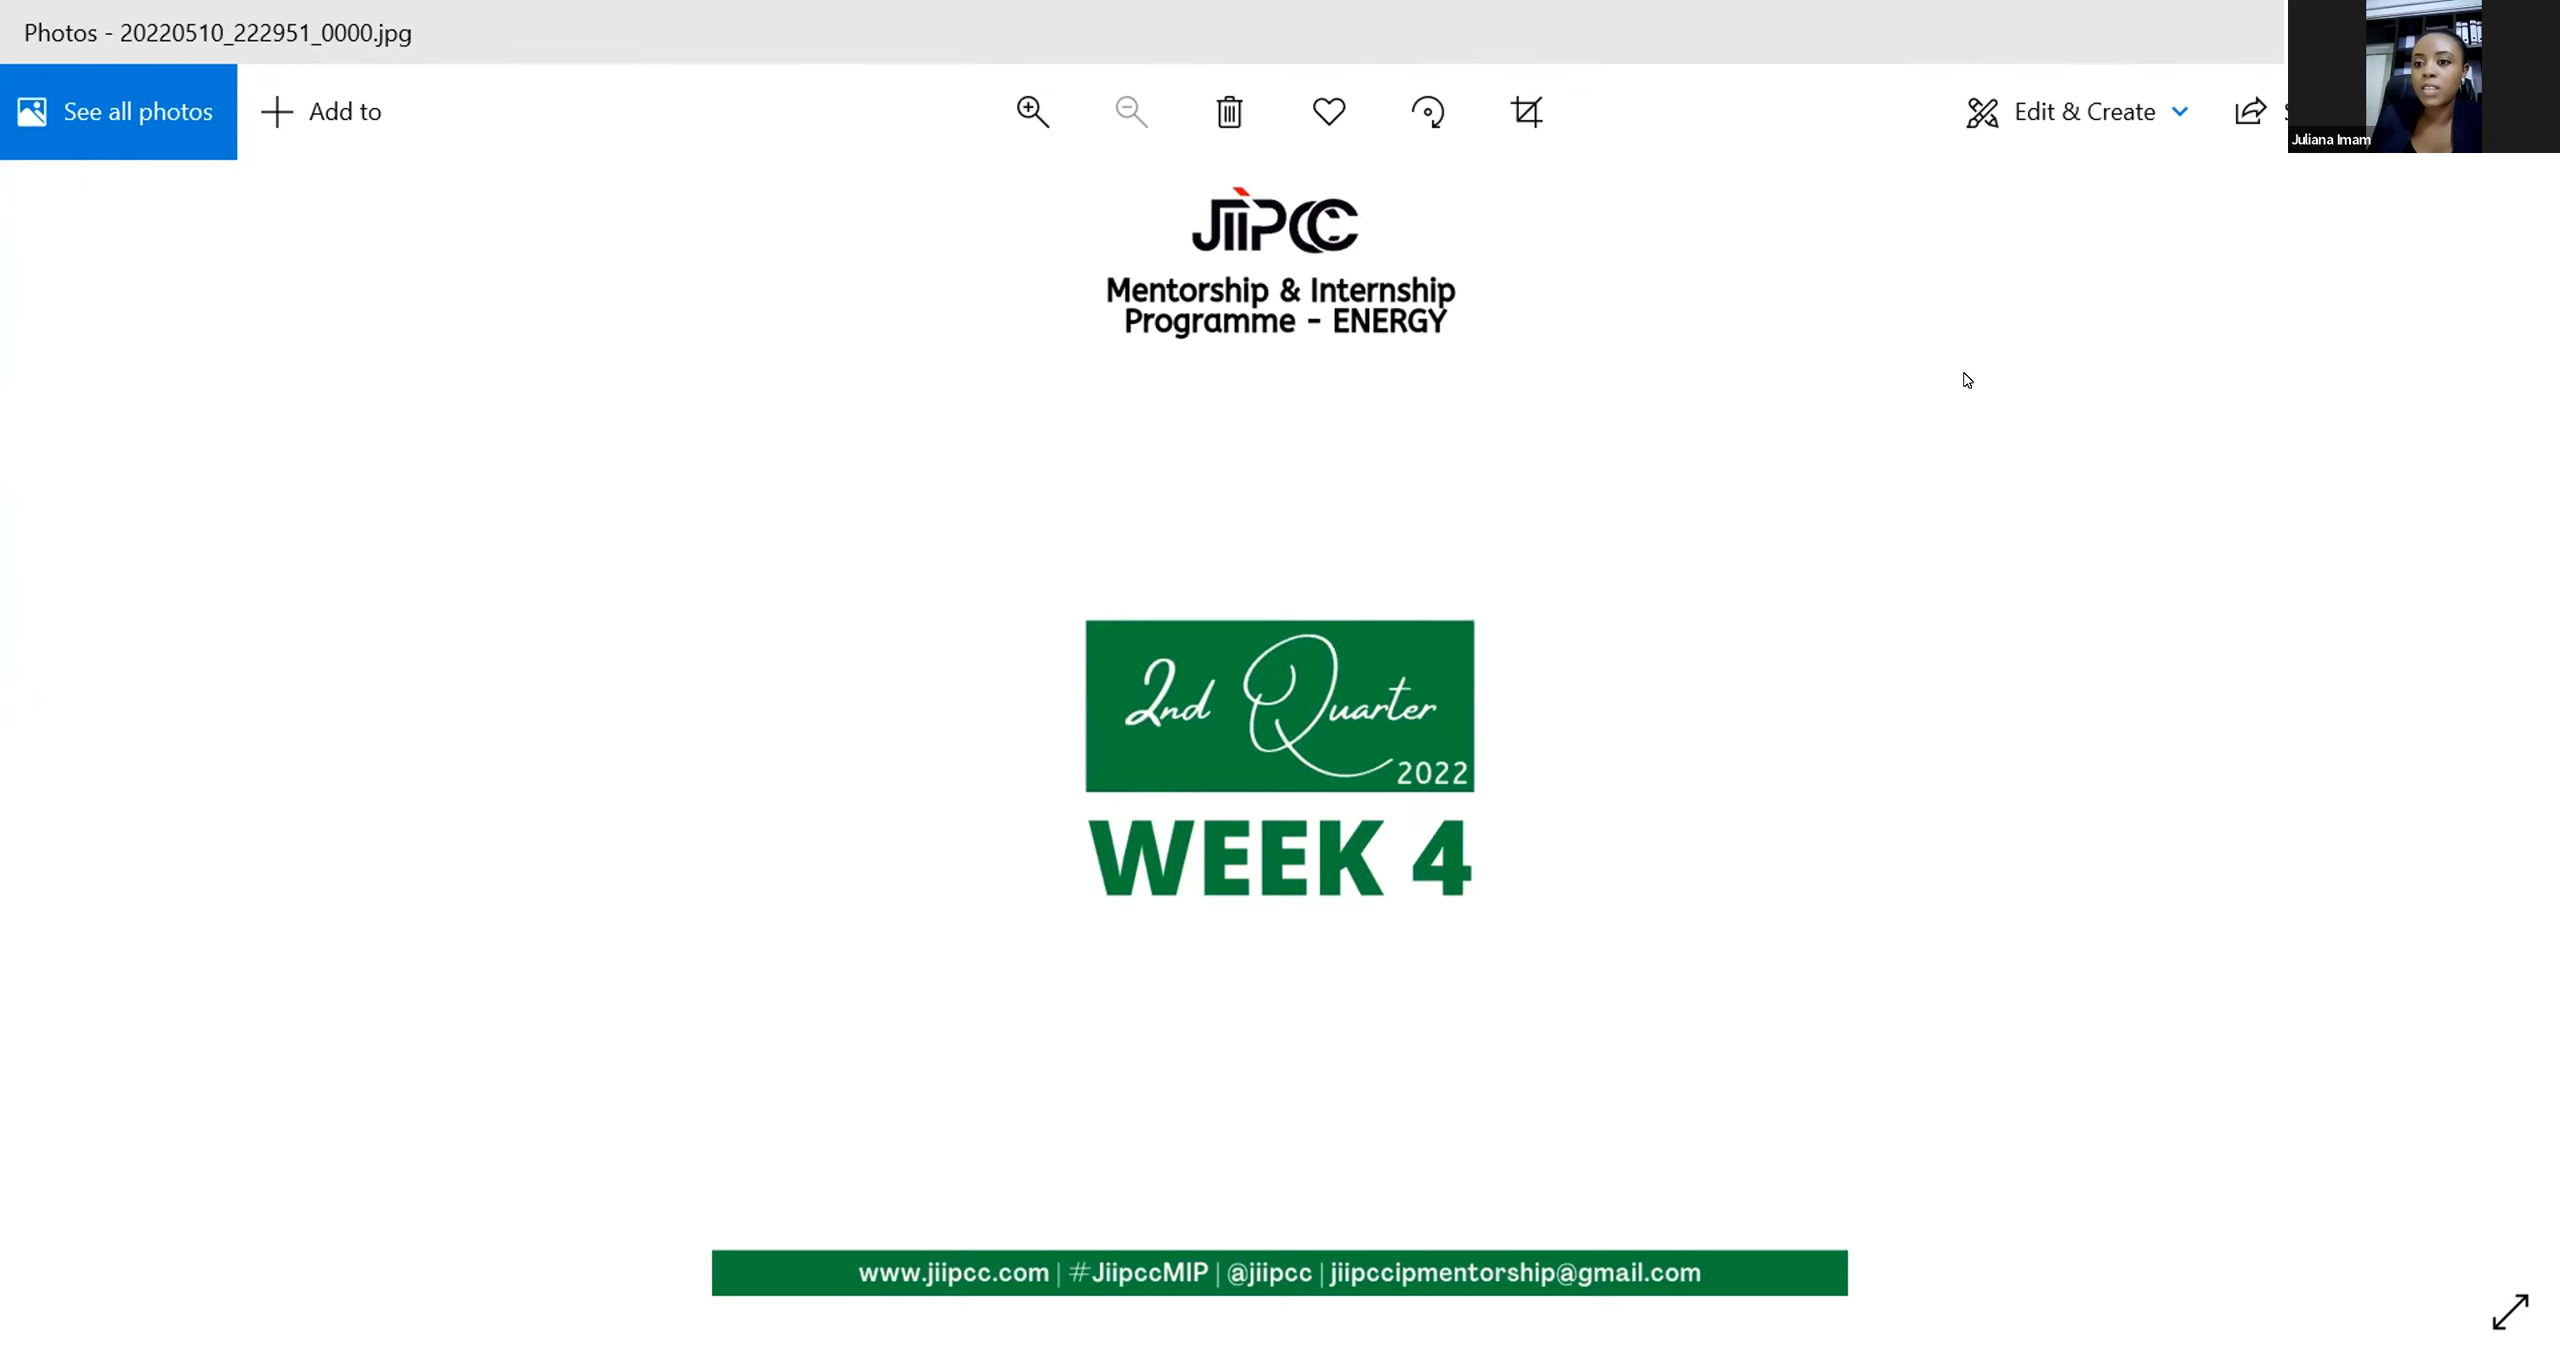 Photos - 20220510_222951_0000.jpg
See all photos
Add to
Edit & Create
Juliana Imam
JIIPCC
Mentorship & Internship
Programme - ENERGY
2nd Quarter
2022
WEEK 4
www.jiipcc.com | #JiipccMIP | @jiipcc | jiipccipmentorship@gmail.com